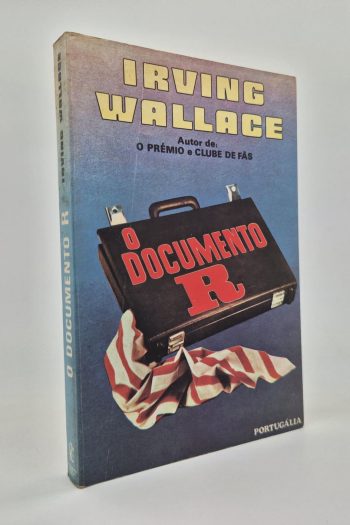 IRVING
WALLACE
Autor de:
O PRÉMIO e CLUBE DE FÃS
O
DOCUMENTO
R
PORTUGÁLIA
O DOCUMENTO R IRVING WALLACE